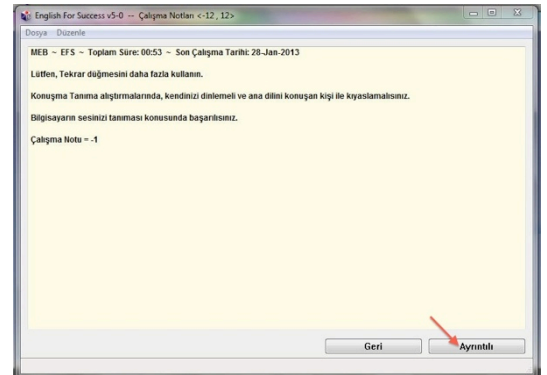 English For Success v5-0 — Çalışma Notları <-12 , 12>
Dosya Düzenle
MEB ~ EFS ~ Toplam Süre: 00:53 ~ Son Çalışma Tarihi: 28-Jan-2013
Lütfen, Tekrar düğmesini daha fazla kullanın.
Konuşma Tanıma alıştırmalarında, kendinizi dinlemeli ve ana dilini konuşan kişi ile kıyaslamalısınız.
Bilgisayarın sesinizi tanıması konusunda başarılısınız.
Çalışma Notu = -1
Geri Ayrıntılı